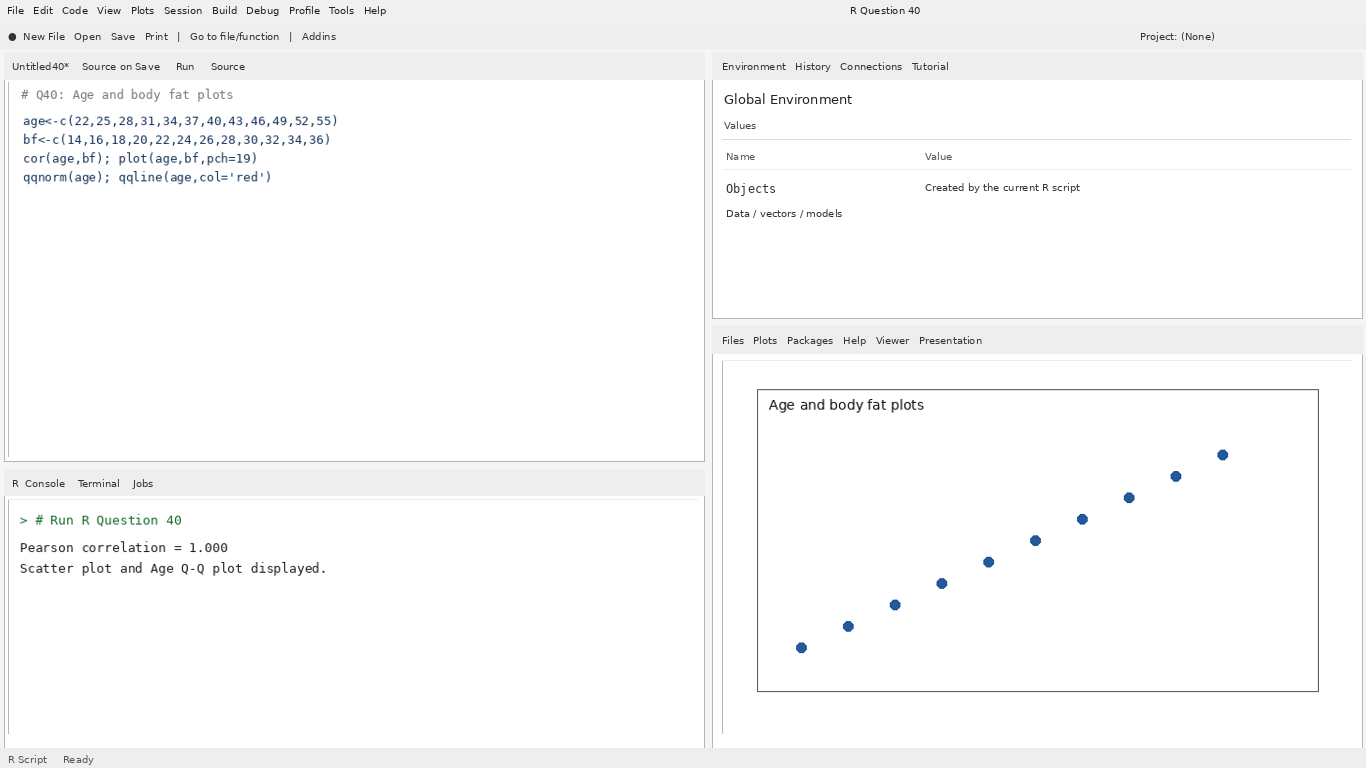 File Edit Code View Plots Session Build Debug Profile Tools Help
R Question 40
● New File Open Save Print | Go to file/function | Addins
Project: (None)
Untitled40* Source on Save Run Source
# Q40: Age and body fat plots
age<-c(22,25,28,31,34,37,40,43,46,49,52,55)
bf<-c(14,16,18,20,22,24,26,28,30,32,34,36)
cor(age,bf); plot(age,bf,pch=19)
qqnorm(age); qqline(age,col='red')
R Console Terminal Jobs
> # Run R Question 40
Pearson correlation = 1.000
Scatter plot and Age Q-Q plot displayed.
Environment History Connections Tutorial
Global Environment
Values
Name Value
Objects Created by the current R script
Data / vectors / models
Files Plots Packages Help Viewer Presentation
Age and body fat plots
R Script Ready